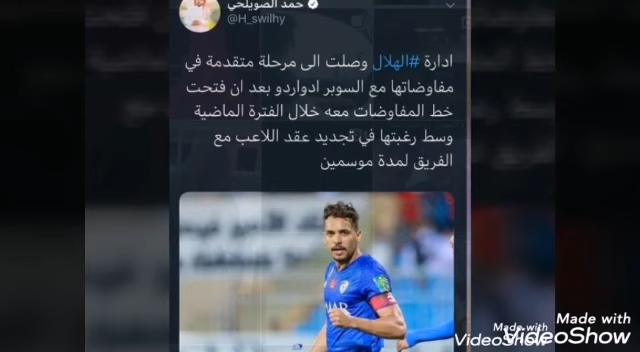 حمد الصويلحي
@H_swilhy
ادارة #الهلال وصلت الى مرحلة متقدمة في
مفاوضاتها مع السوبر ادواردو بعد ان فتحت
خط المفاوضات معه خلال الفترة الماضية
وسط رغبتها في تجديد عقد اللاعب مع
الفريق لمدة موسمين
Made with
VideoShow
Made with
VideoShow